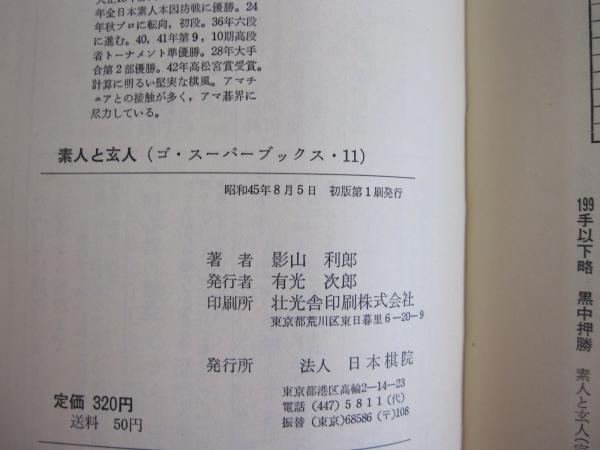 年全日本素人本因坊戦に優勝。24
年秋プロに転向，初段。36年六段
に進む。40, 41年第9，10期高段
者トーナメント準優勝。28年大手
合第2部優勝。42年高松宮賞受賞。
計算に明るい堅実な棋風。アマチ
ュアとの接触が多く，アマ碁界に
尽力している。
素人と玄人（ゴ・スーパーブックス・11）
昭和45年8月5日 初版第1刷発行
著者 影山 利郎
発行者 有光 次郎
印刷所 壮光舎印刷株式会社
東京都荒川区東日暮里6-20-9
発行所 法人 日本棋院
東京都港区高輪2-14-23
電話 (447) 5811 (代)
振替 (東京)68586 (〒)108
定価 320円
送料 50円
199手以下略 黒中押勝 素人と玄人